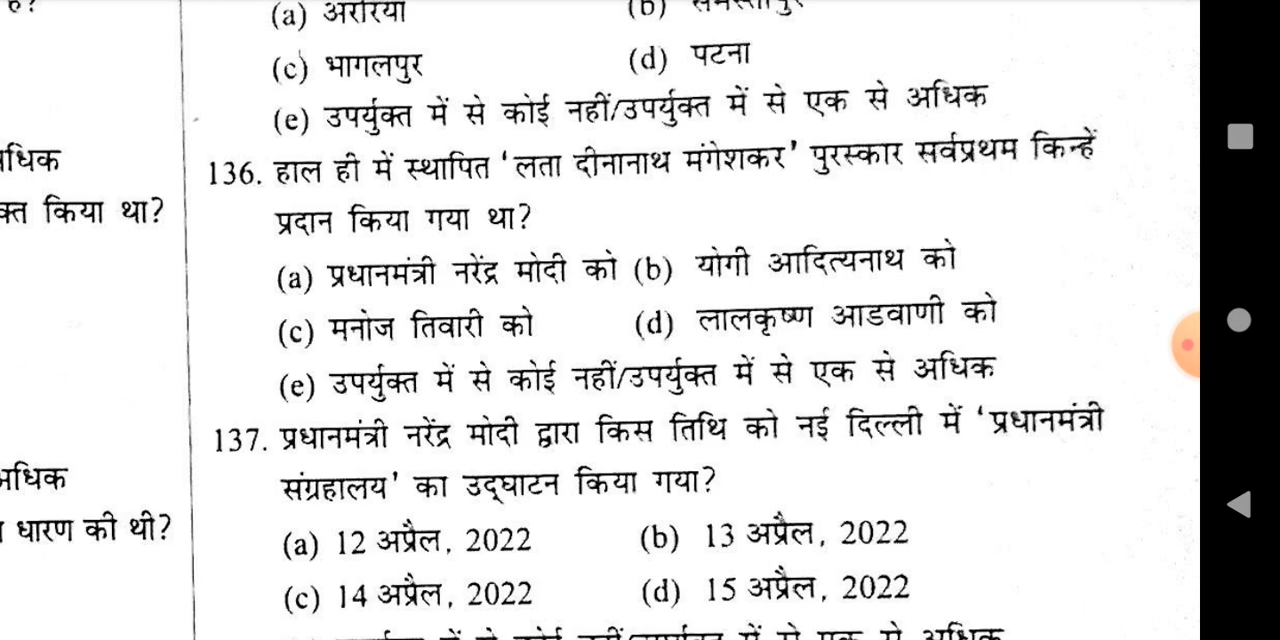 (a) अररिया
(b)
(c) भागलपुर
(d) पटना
(e) उपर्युक्त में से कोई नहीं/उपर्युक्त में से एक से अधिक
136. हाल ही में स्थापित ‘लता दीनानाथ मंगेशकर’ पुरस्कार सर्वप्रथम किन्हें
प्रदान किया गया था?
(a) प्रधानमंत्री नरेंद्र मोदी को (b) योगी आदित्यनाथ को
(c) मनोज तिवारी को (d) लालकृष्ण आडवाणी को
(e) उपर्युक्त में से कोई नहीं/उपर्युक्त में से एक से अधिक
137. प्रधानमंत्री नरेंद्र मोदी द्वारा किस तिथि को नई दिल्ली में ‘प्रधानमंत्री
संग्रहालय’ का उद्घाटन किया गया?
(a) 12 अप्रैल, 2022 (b) 13 अप्रैल, 2022
(c) 14 अप्रैल, 2022 (d) 15 अप्रैल, 2022
किया था?
धारण की थी?